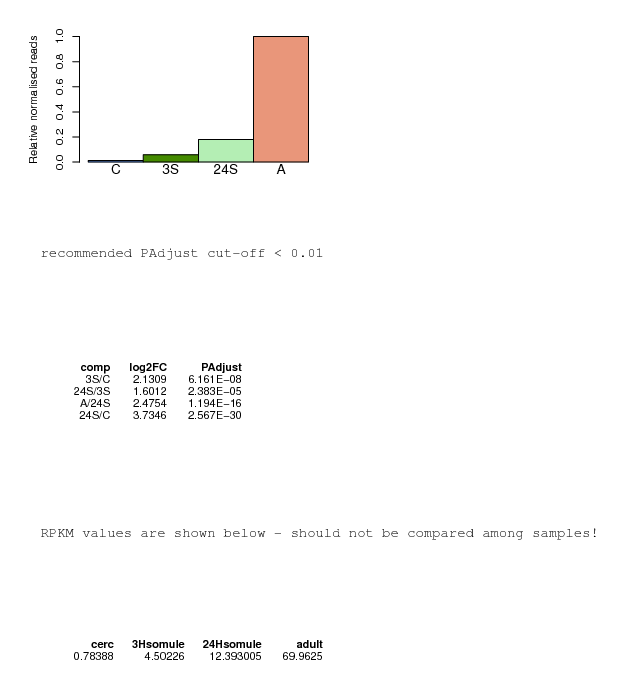 Relative normalised reads
1.0
0.8
0.6
0.4
0.2
0.0
C 3S 24S A
recommended PAdjust cut-off < 0.01
comp log2FC PAdjust
3S/C 2.1309 6.161E-08
24S/3S 1.6012 2.383E-05
A/24S 2.4754 1.194E-16
24S/C 3.7346 2.567E-30
RPKM values are shown below - should not be compared among samples!
cerc 3Hsomule 24Hsomule adult
0.78388 4.50226 12.393005 69.9625